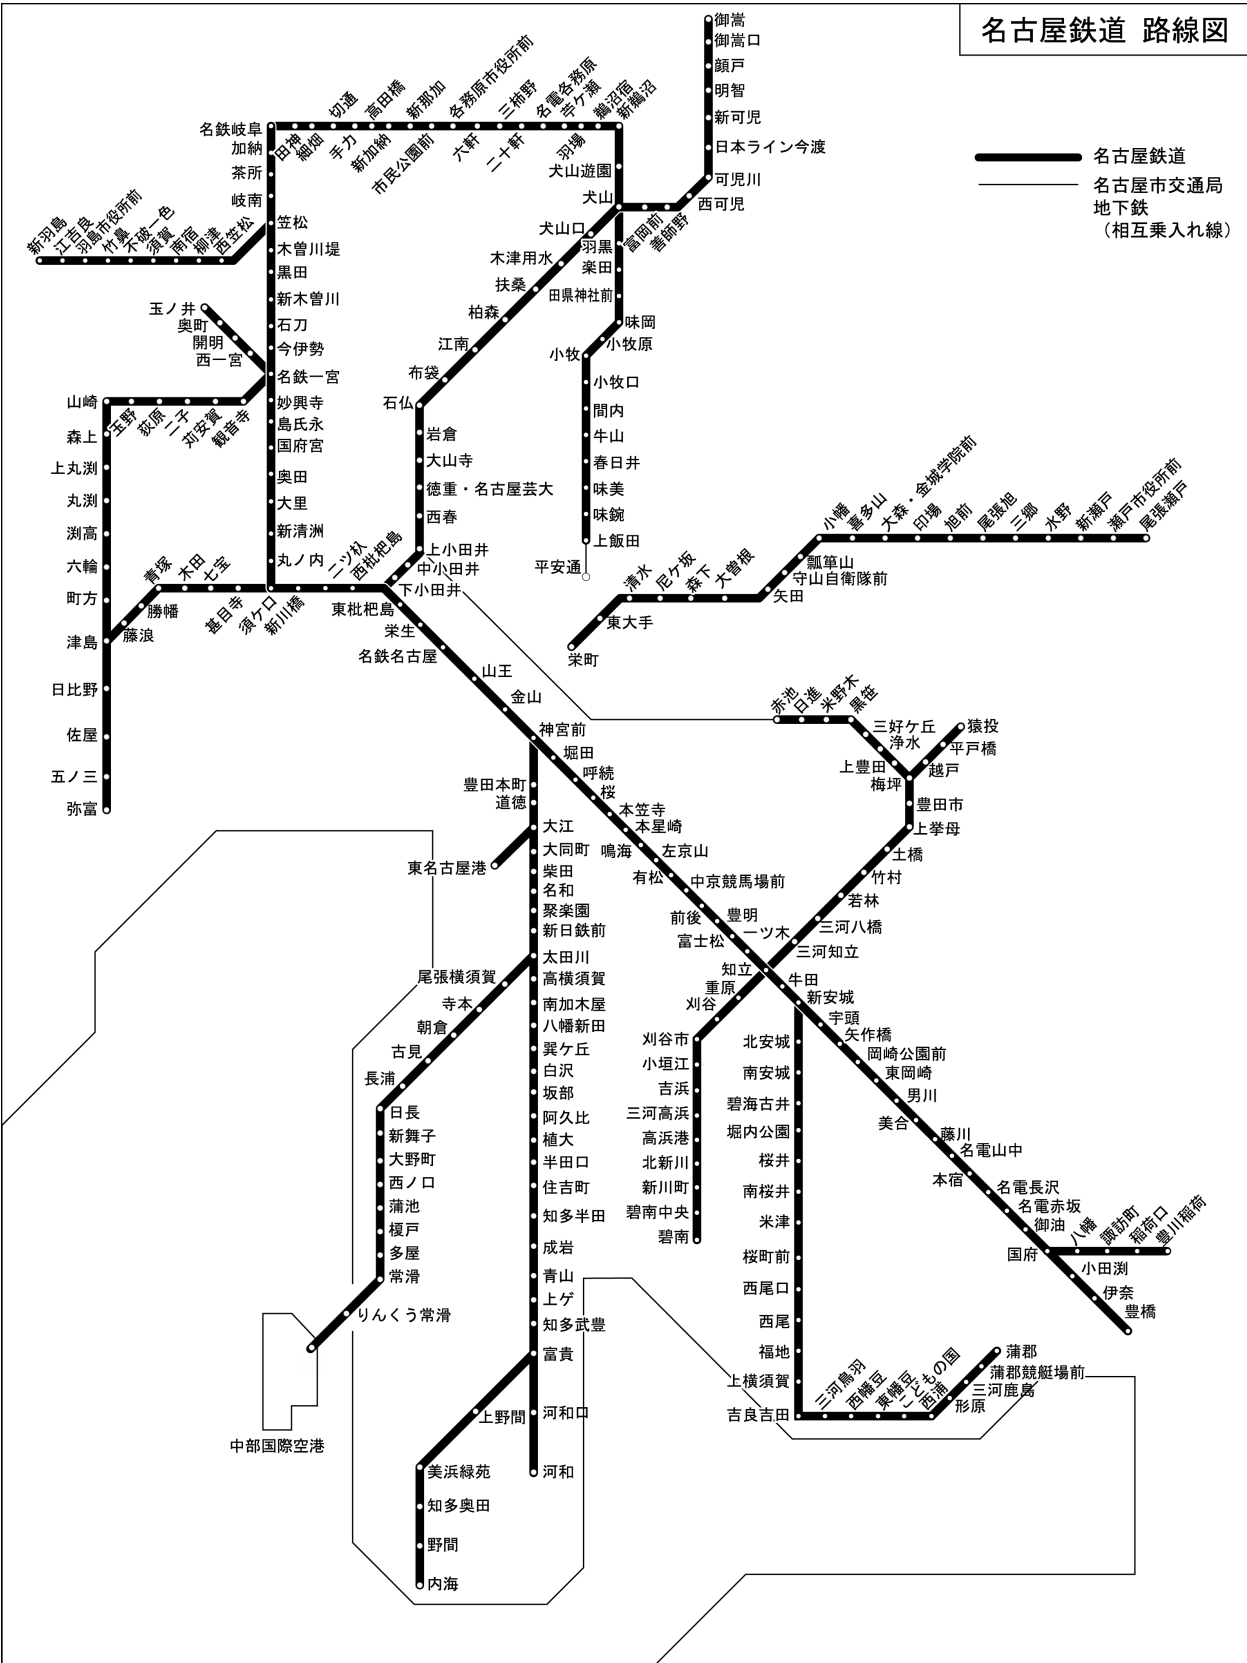 名古屋鉄道 路線図
名古屋鉄道
名古屋市交通局
地下鉄
（相互乗入れ線）
御嵩
御嵩口
顔戸
明智
新可児
日本ライン今渡
可児川
西可児
善師野
富岡前
犬山
犬山遊園
新鵜沼
鵜沼宿
羽場
苧ケ瀬
名電各務原
二十軒
三柿野
六軒
各務原市役所前
市民公園前
新那加
新加納
高田橋
手力
切通
細畑
田神
名鉄岐阜
加納
茶所
岐南
笠松
木曽川堤
黒田
新木曽川
石刀
今伊勢
名鉄一宮
妙興寺
島氏永
国府宮
奥田
大里
新清洲
丸ノ内
須ケ口
新羽島
江吉良
羽島市役所前
竹鼻
不破一色
須賀
南宿
柳津
西笠松
玉ノ井
奥町
開明
西一宮
観音寺
苅安賀
二子
荻原
玉野
山崎
森上
上丸渕
丸渕
渕高
六輪
町方
津島
日比野
佐屋
五ノ三
弥富
藤浪
勝幡
青塚
木田
七宝
甚目寺
新川橋
二ツ杁
西枇杷島
下小田井
中小田井
上小田井
西春
徳重・名古屋芸大
大山寺
岩倉
石仏
布袋
江南
柏森
扶桑
木津用水
犬山口
羽黒
楽田
田県神社前
味岡
小牧原
小牧
小牧口
間内
牛山
春日井
味美
味鋺
上飯田
平安通
東枇杷島
栄生
名鉄名古屋
山王
金山
神宮前
堀田
呼続
桜
本笠寺
本星崎
鳴海
左京山
有松
中京競馬場前
前後
豊明
富士松
一ツ木
知立
牛田
新安城
宇頭
矢作橋
岡崎公園前
東岡崎
男川
美合
藤川
名電山中
本宿
名電長沢
名電赤坂
御油
国府
小田渕
伊奈
豊橋
八幡
諏訪町
稲荷口
豊川稲荷
栄町
東大手
清水
尼ケ坂
森下
大曽根
矢田
守山自衛隊前
瓢箪山
小幡
喜多山
大森・金城学院前
印場
旭前
尾張旭
三郷
水野
新瀬戸
瀬戸市役所前
尾張瀬戸
赤池
日進
米野木
黒笹
三好ケ丘
浄水
上豊田
梅坪
越戸
平戸橋
猿投
豊田市
上挙母
土橋
竹村
若林
三河八橋
三河知立
重原
刈谷
刈谷市
小垣江
吉浜
三河高浜
高浜港
北新川
新川町
碧南中央
碧南
北安城
南安城
碧海古井
堀内公園
桜井
南桜井
米津
桜町前
西尾口
西尾
福地
上横須賀
吉良吉田
三河鳥羽
西幡豆
東幡豆
こどもの国
西浦
形原
三河鹿島
蒲郡競艇場前
蒲郡
豊田本町
道徳
大江
東名古屋港
大同町
柴田
名和
聚楽園
新日鉄前
太田川
高横須賀
南加木屋
八幡新田
巽ケ丘
白沢
坂部
阿久比
植大
半田口
住吉町
知多半田
成岩
青山
上ゲ
知多武豊
富貴
河和口
河和
上野間
美浜緑苑
知多奥田
野間
内海
尾張横須賀
寺本
朝倉
古見
長浦
日長
新舞子
大野町
西ノ口
蒲池
榎戸
多屋
常滑
りんくう常滑
中部国際空港